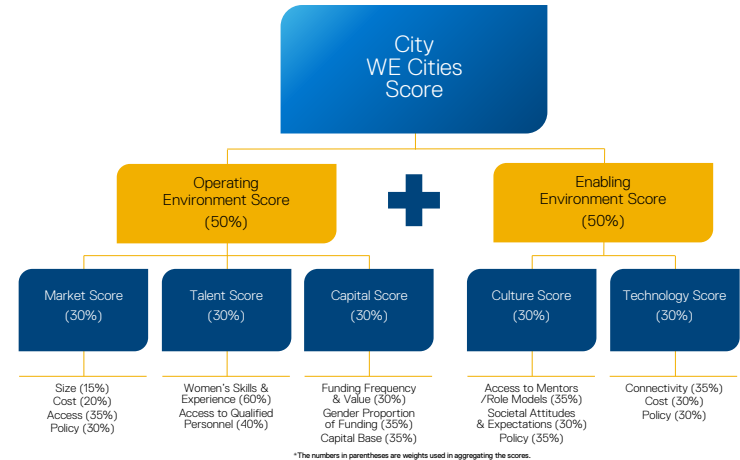 City
WE Cities
Score
Operating
Environment Score
(50%)
Enabling
Environment Score
(50%)
Market Score
(30%)
Talent Score
(30%)
Capital Score
(30%)
Culture Score
(30%)
Technology Score
(30%)
Size (15%)
Cost (20%)
Access (35%)
Policy (30%)
Women's Skills &
Experience (60%)
Access to Qualified
Personnel (40%)
Funding Frequency
& Value (30%)
Gender Proportion
of Funding (35%)
Capital Base (35%)
Access to Mentors
/Role Models (35%)
Societal Attitudes
& Expectations (30%)
Policy (35%)
Connectivity (35%)
Cost (30%)
Policy (30%)
*The numbers in parentheses are weights used in aggregating the scores.